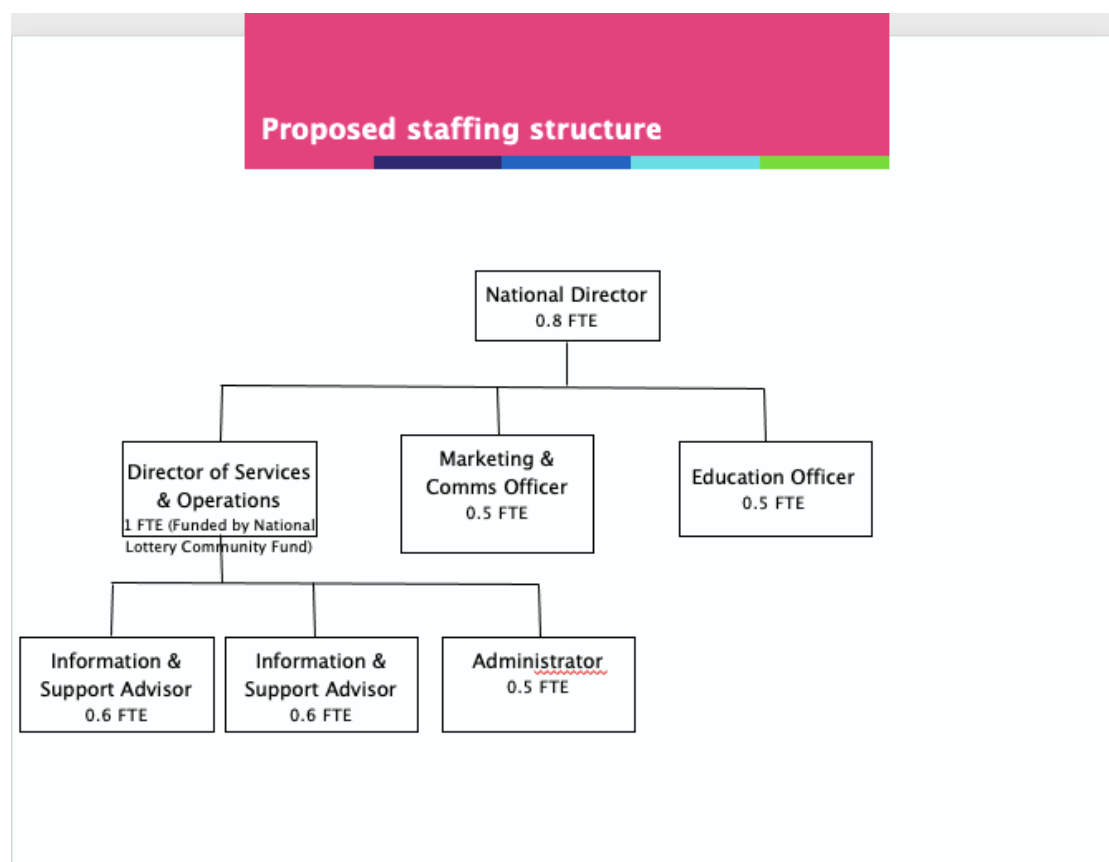 Proposed staffing structure
National Director
0.8 FTE
Director of Services
& Operations
1 FTE (Funded by National
Lottery Community Fund)
Marketing &
Comms Officer
0.5 FTE
Education Officer
0.5 FTE
Information &
Support Advisor
0.6 FTE
Information &
Support Advisor
0.6 FTE
Administrator
0.5 FTE